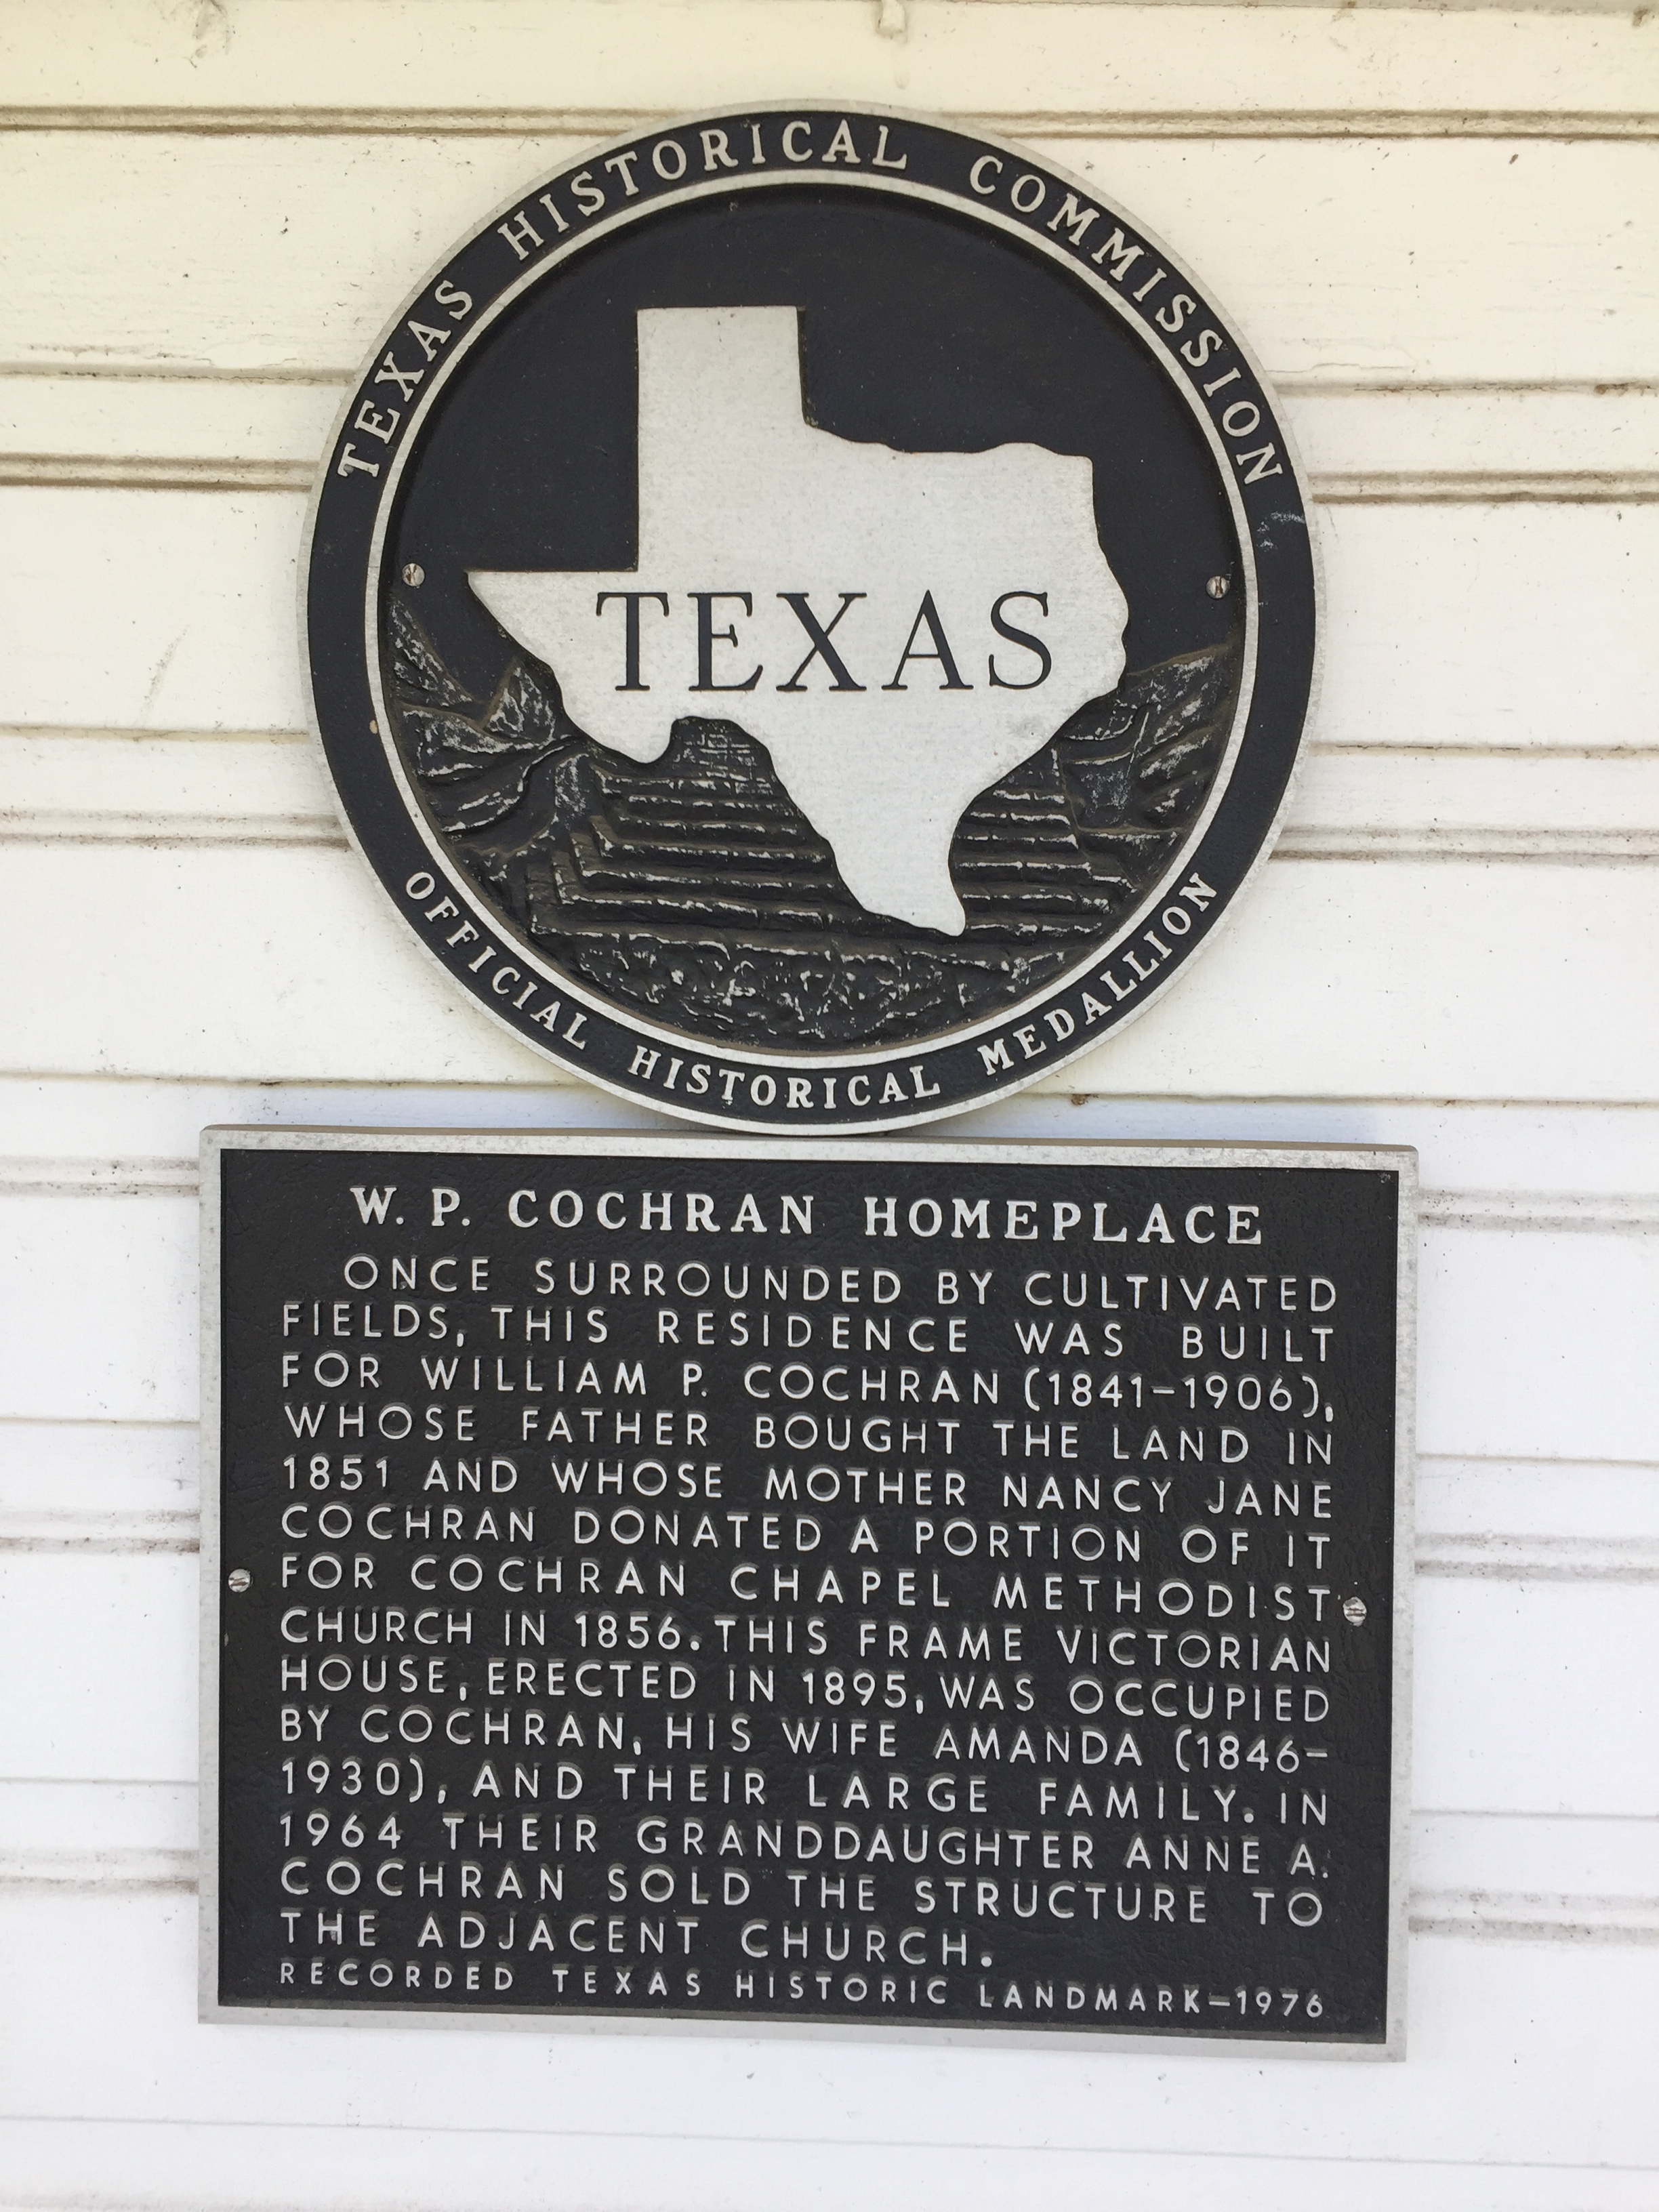 TEXAS HISTORICAL COMMISSION
TEXAS
OFFICIAL HISTORICAL MEDALLION
W. P. COCHRAN HOMEPLACE
ONCE SURROUNDED BY CULTIVATED
FIELDS, THIS RESIDENCE WAS BUILT
FOR WILLIAM P. COCHRAN (1841-1906),
WHOSE FATHER BOUGHT THE LAND IN
1851 AND WHOSE MOTHER NANCY JANE
COCHRAN DONATED A PORTION OF IT
FOR COCHRAN CHAPEL METHODIST
CHURCH IN 1856. THIS FRAME VICTORIAN
HOUSE, ERECTED IN 1895, WAS OCCUPIED
BY COCHRAN, HIS WIFE AMANDA (1846-
1930), AND THEIR LARGE FAMILY. IN
1964 THEIR GRANDDAUGHTER ANNE A.
COCHRAN SOLD THE STRUCTURE TO
THE ADJACENT CHURCH.
RECORDED TEXAS HISTORIC LANDMARK-1976